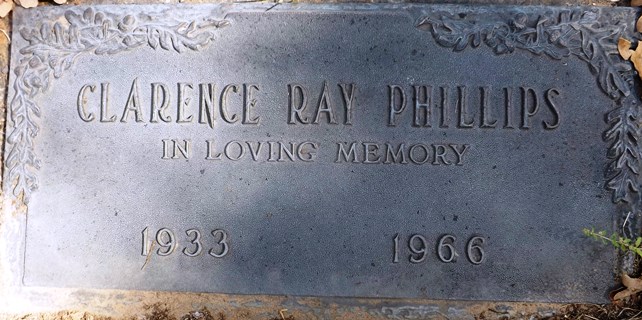 CLARENCE RAY PHILLIPS
IN LOVING MEMORY
1933 1966